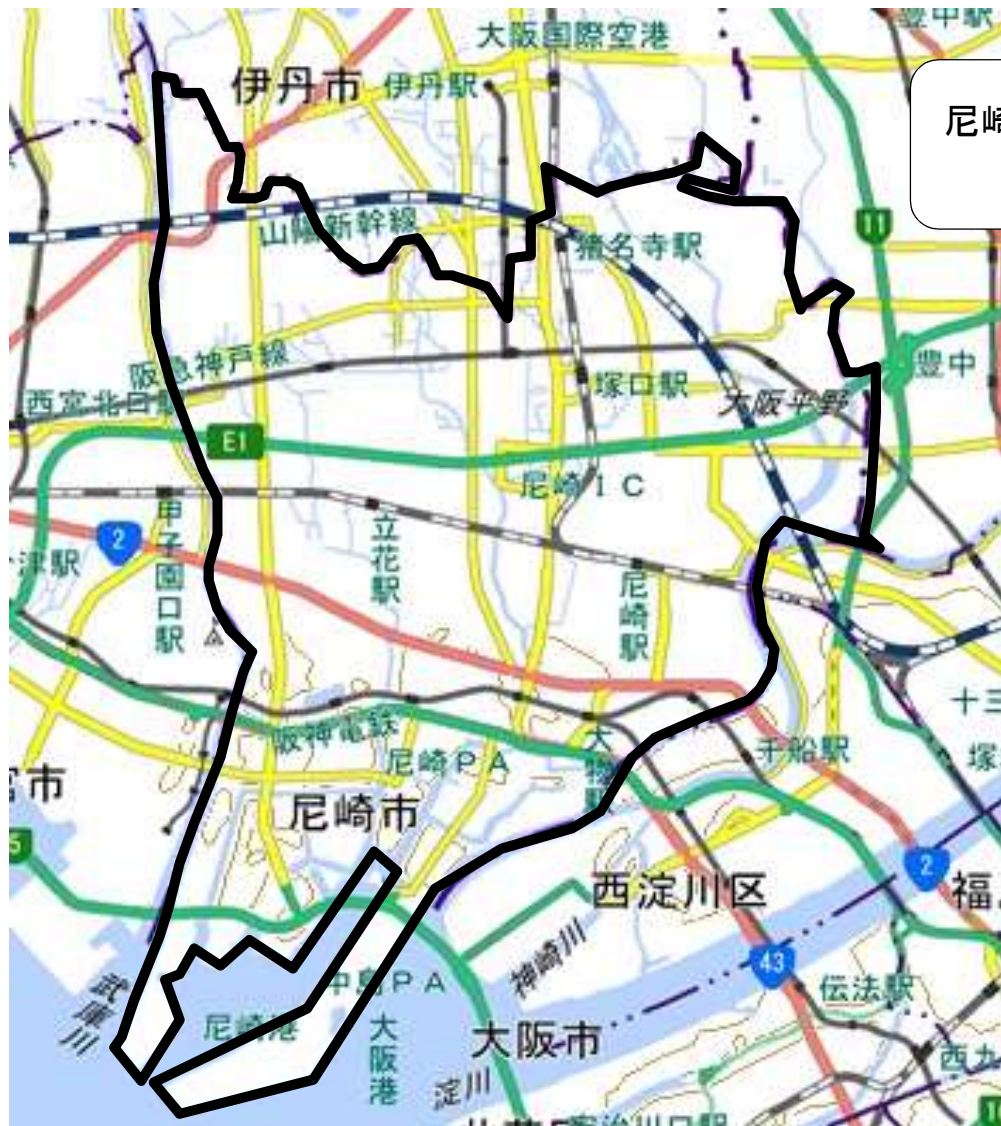 豊中駅
大阪国際空港
伊丹市
伊丹駅
尼崎
11
山陽新幹線
猪名寺駅
阪急神戸線
豊中
西宮北口駅
塚口駅
大阪平野
E1
尼崎IC
2
甲子園口駅
立花駅
尼崎駅
津駅
阪神電鉄
尼崎PA
大物駅
千船駅
十三
塚
宮市
尼崎市
5
西淀川区
2
福
神崎川
43
武庫川
中島PA
伝法駅
尼崎港
大阪港
大阪市
淀川
西九
1